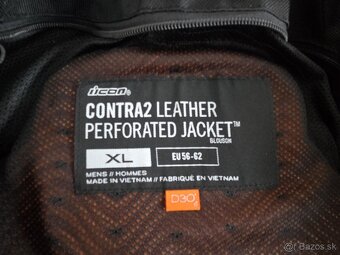 icon
CONTRA2 LEATHER
PERFORATED JACKET™
BLOUSON
XL
EU 56-62
MENS // HOMMES
MADE IN VIETNAM // FABRIQUÉ EN VIETNAM
D3O
Bazos.sk